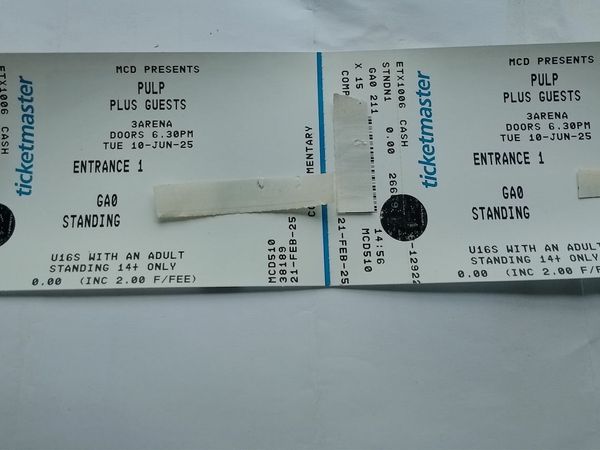 ETX1006 CASH
ticketmaster
MCD PRESENTS
PULP
PLUS GUESTS
3ARENA
DOORS 6.30PM
TUE 10-JUN-25
ENTRANCE 1
GA0
STANDING
U16S WITH AN ADULT
STANDING 14+ ONLY
0.00 (INC 2.00 F/FEE)
MCD510
38189
21-FEB-25
21-FEB-25
X 15
GA0 211
STNDN1
ETX1006 CASH
0.00
14:56
MCD510
ticketmaster
MCD PRESENTS
PULP
PLUS GUESTS
3ARENA
DOORS 6.30PM
TUE 10-JUN-25
ENTRANCE 1
GA0
STANDING
U16S WITH AN ADULT
STANDING 14+ ONLY
0.00 (INC 2.00 F/F